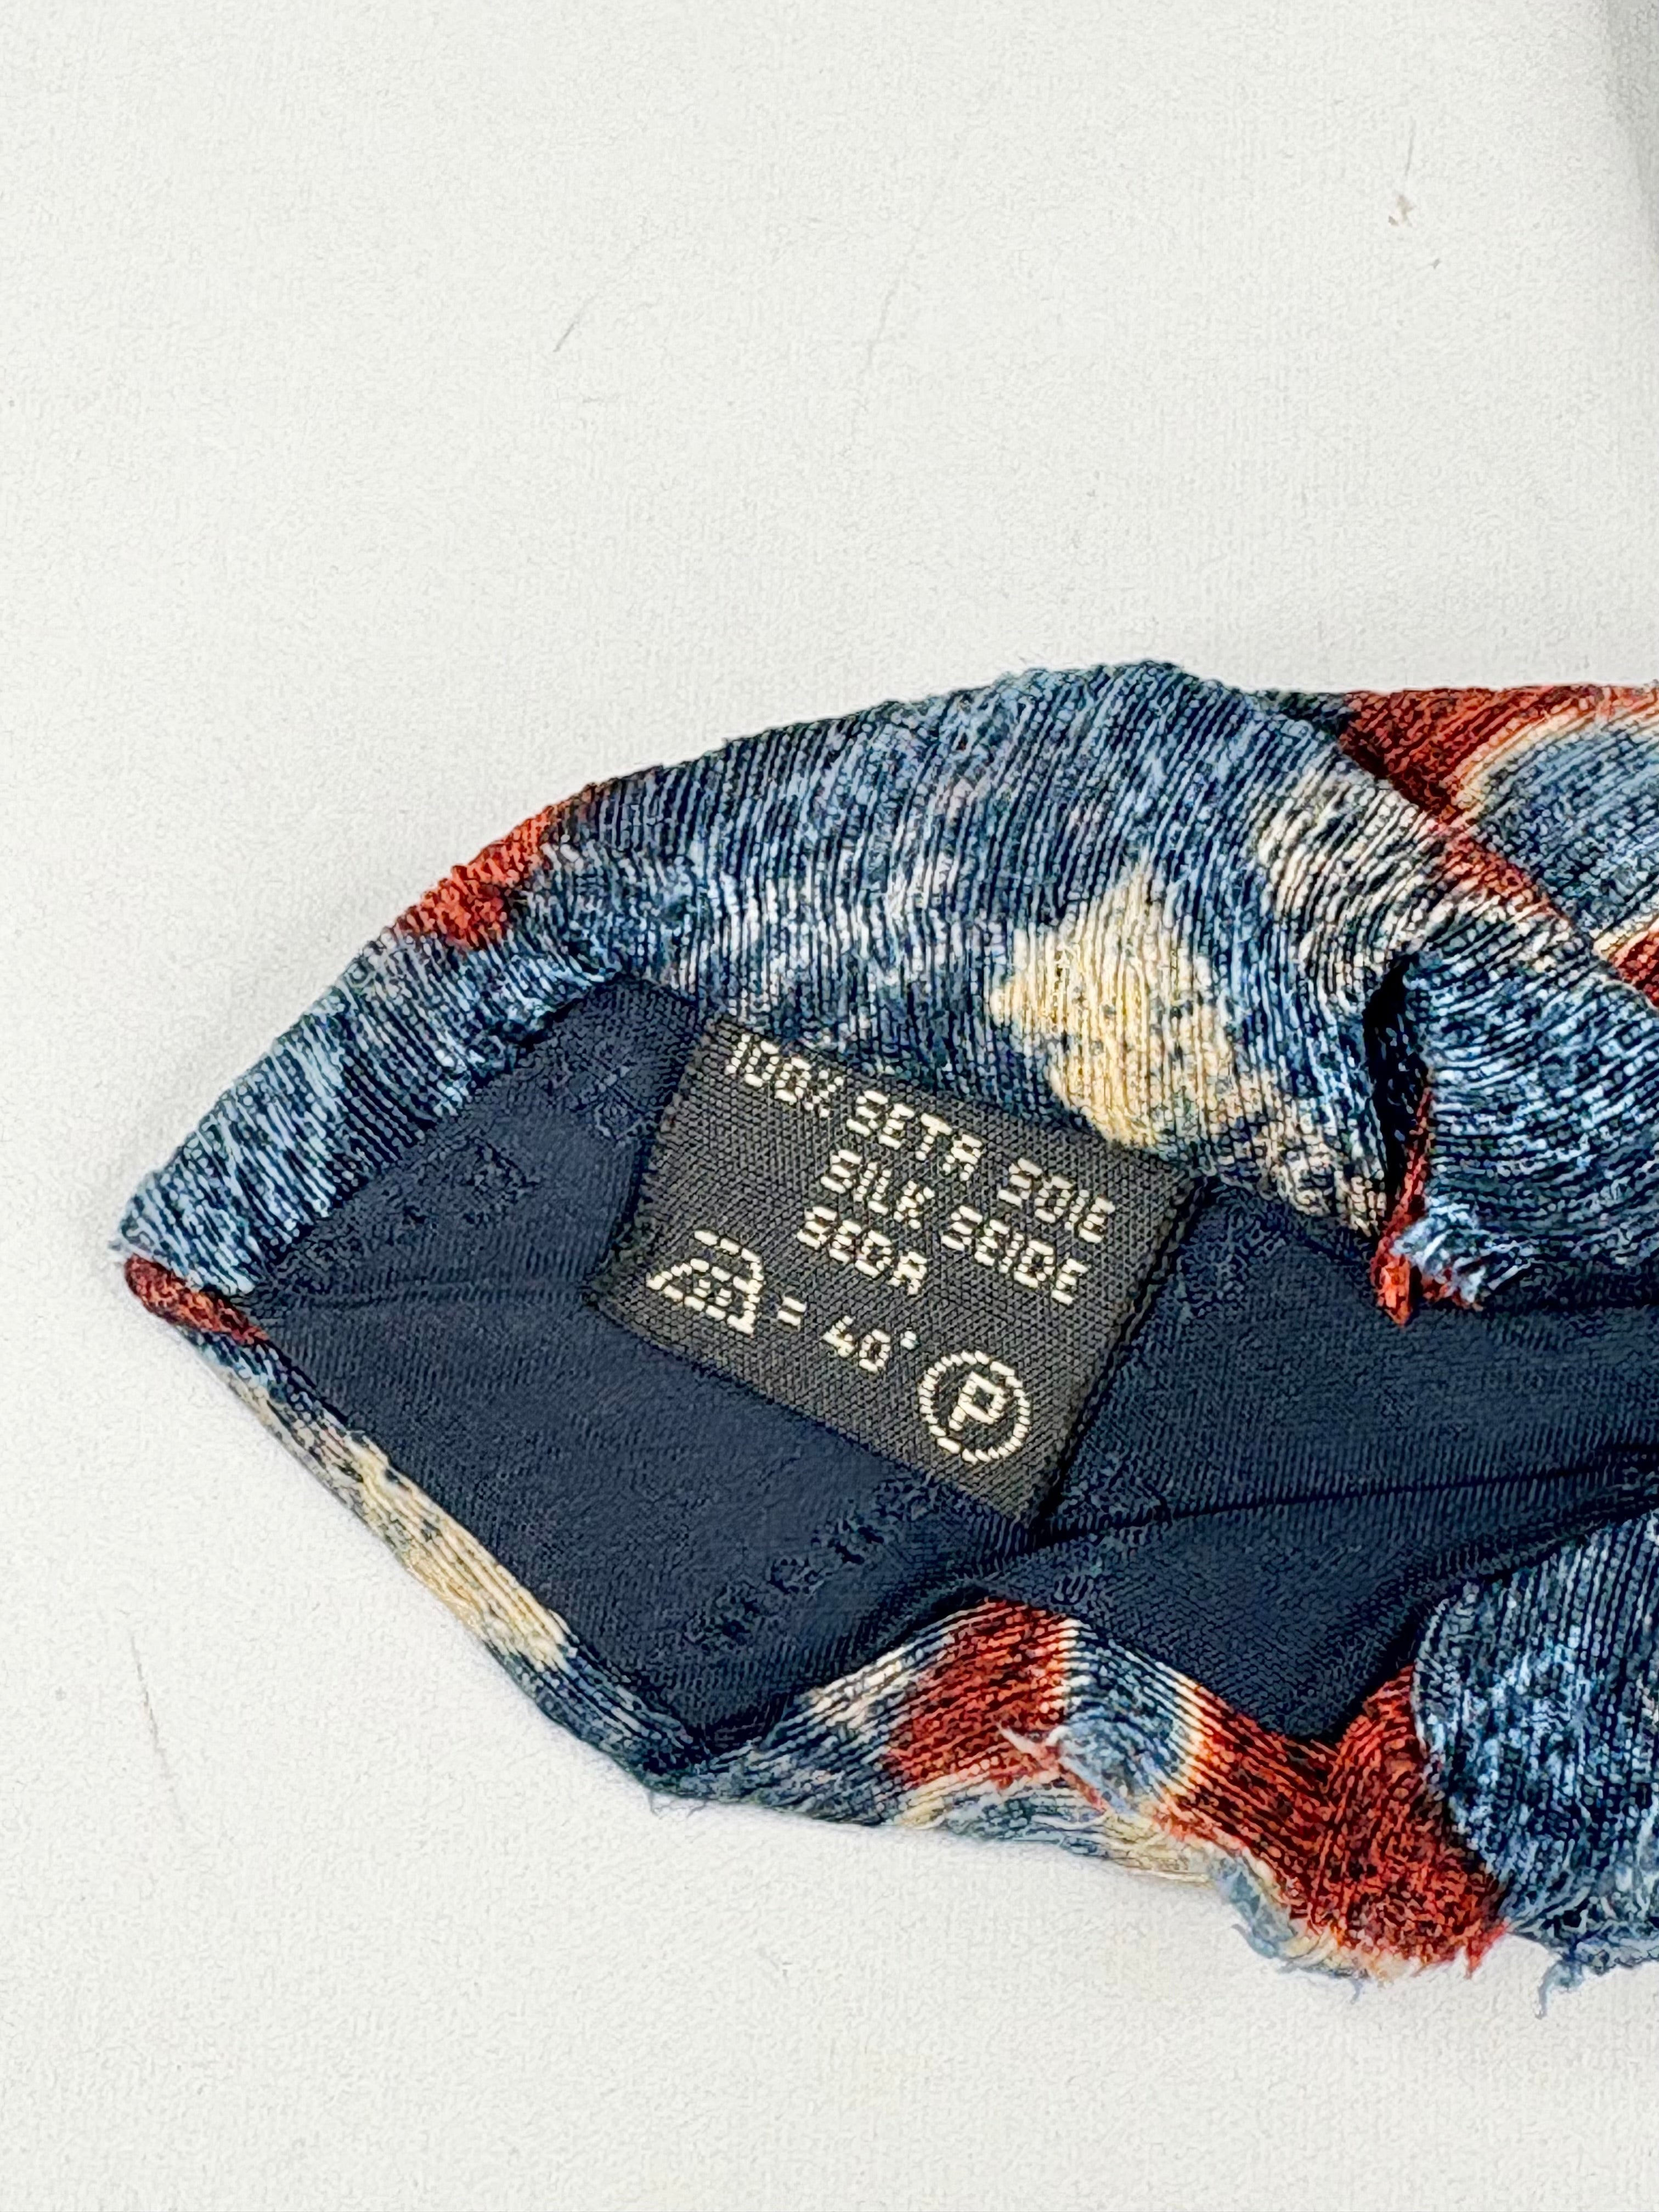 100% SETA SOIE
SILK SEIDE
SEDA
= 40° P